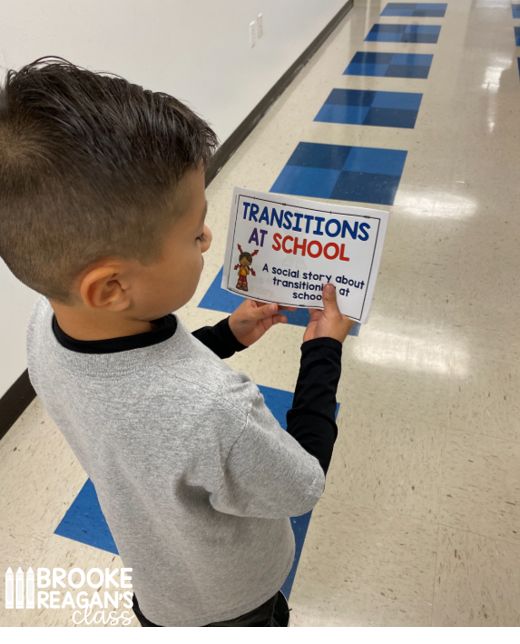 TRANSITIONS
AT SCHOOL
A social story about
transitioning at
school
BROOKE
REAGAN'S
class